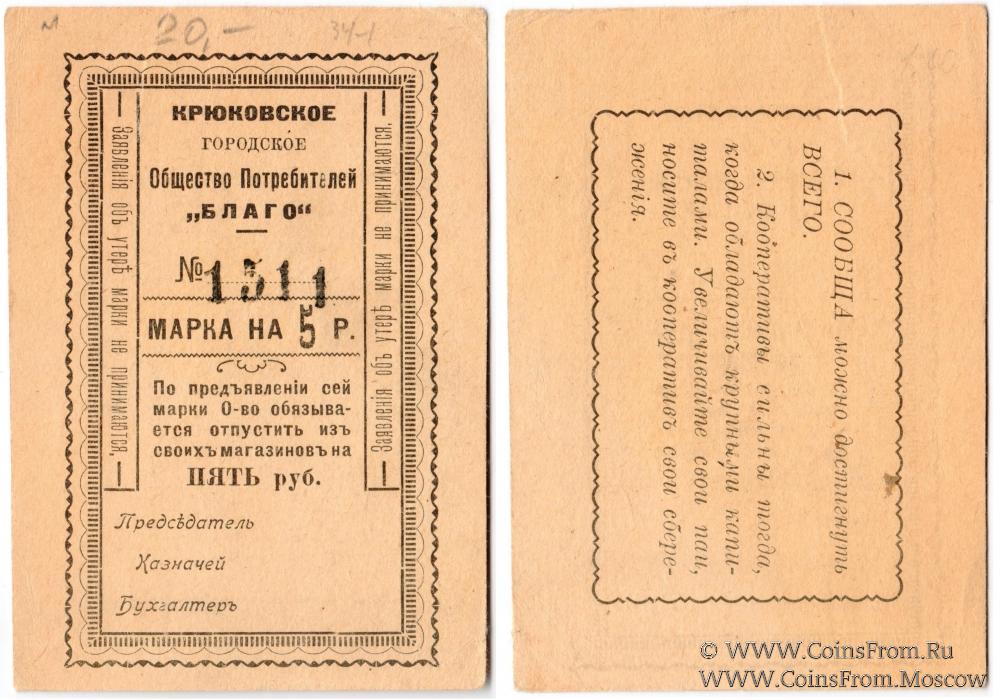 м 20,- 34-1
КРЮКОВСКОЕ
ГОРОДСКОЕ
Общество Потребителей
„БЛАГО“
№ 1511
МАРКА НА 5 Р.
По предъявленіи сей
марки О-во обязыва-
ется отпустить изъ
своихъ магазиновъ на
ПЯТЬ руб.
Предсѣдатель
Казначей
Бухгалтеръ
Заявленія объ утерѣ марки не принимаются.
Заявленія объ утерѣ марки не принимаются.
1. СООБЩА можно достигнуть
ВСЕГО.
2. Кооперативы сильны тогда,
когда обладаютъ крупными капи-
талами. Увеличивайте свои паи,
носите въ кооперативъ свои сбере-
женія.
© WWW.CoinsFrom.Ru
WWW.CoinsFrom.Moscow